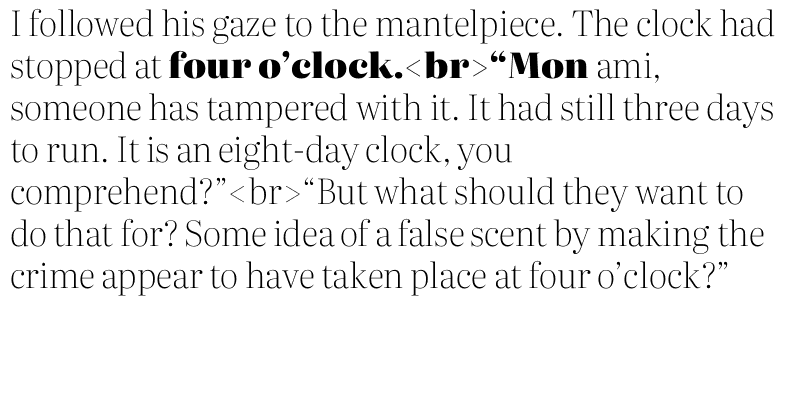 I followed his gaze to the mantelpiece. The clock had
stopped at four o’clock.<br>“Mon ami,
someone has tampered with it. It had still three days
to run. It is an eight-day clock, you
comprehend?”<br>“But what should they want to
do that for? Some idea of a false scent by making the
crime appear to have taken place at four o’clock?”